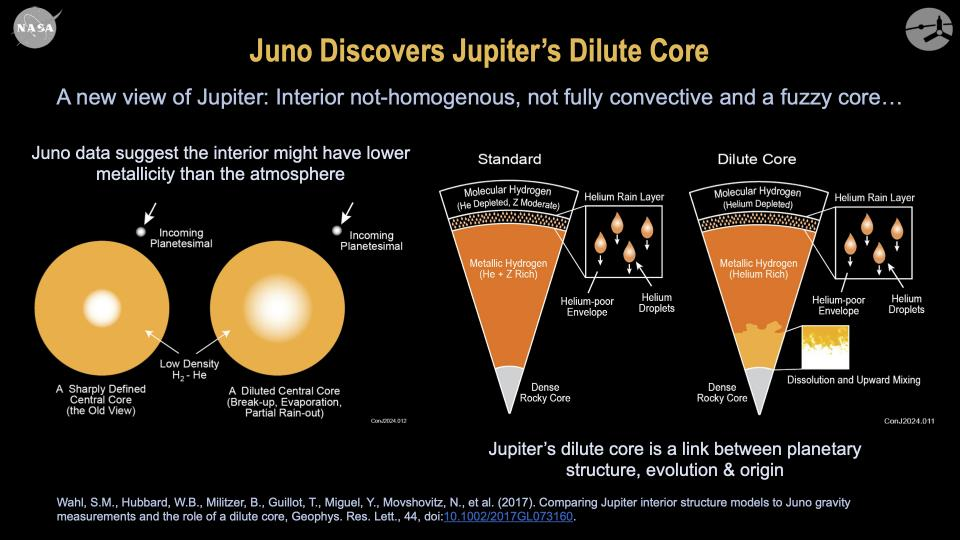 NASA
Juno Discovers Jupiter's Dilute Core
A new view of Jupiter: Interior not-homogenous, not fully convective and a fuzzy core…
Juno data suggest the interior might have lower
metallicity than the atmosphere
Incoming
Planetesimal
Incoming
Planetesimal
Low Density
H2 - He
A Sharply Defined
Central Core
(the Old View)
A Diluted Central Core
(Break-up, Evaporation,
Partial Rain-out)
ConJ2024.012
Standard
Molecular Hydrogen
(He Depleted, Z Moderate)
Helium Rain Layer
Metallic Hydrogen
(He + Z Rich)
Helium-poor
Envelope
Helium
Droplets
Dense
Rocky Core
Dilute Core
Molecular Hydrogen
(Helium Depleted)
Helium Rain Layer
Metallic Hydrogen
(Helium Rich)
Helium-poor
Envelope
Helium
Droplets
Dissolution and Upward Mixing
Dense
Rocky Core
ConJ2024.011
Jupiter's dilute core is a link between planetary
structure, evolution & origin
Wahl, S.M., Hubbard, W.B., Militzer, B., Guillot, T., Miguel, Y., Movshovitz, N., et al. (2017). Comparing Jupiter interior structure models to Juno gravity
measurements and the role of a dilute core, Geophys. Res. Lett., 44, doi:10.1002/2017GL073160.